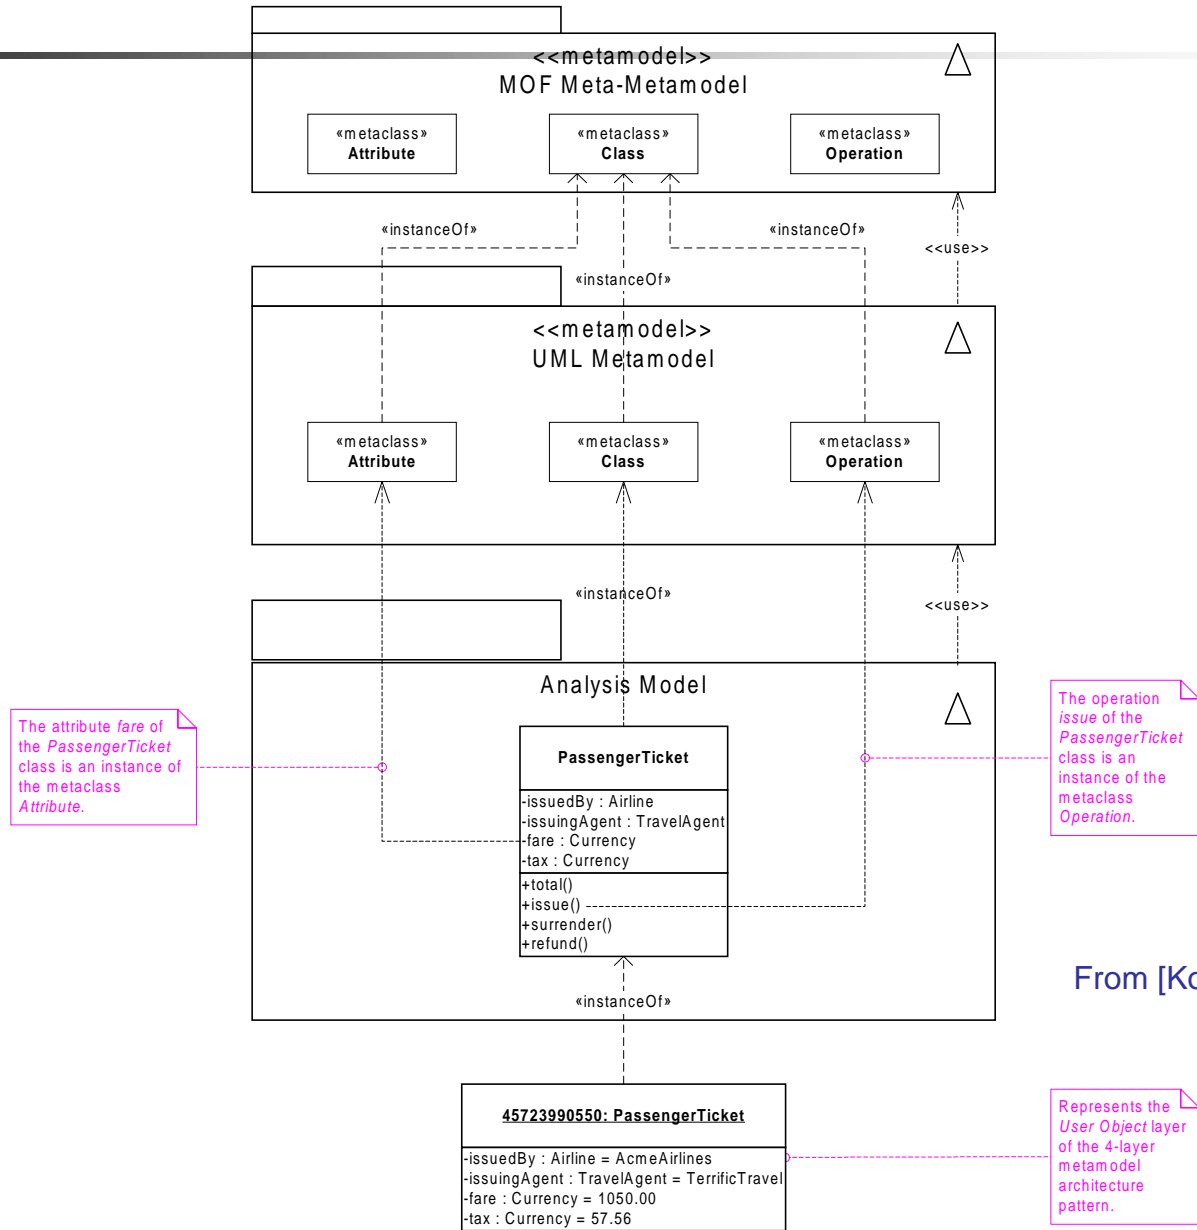 <<metamodel>>
MOF Meta-Metamodel
«metaclass»
Attribute
«metaclass»
Class
«metaclass»
Operation
«instanceOf»
«instanceOf»
<<use>>
«instanceOf»
<<metamodel>>
UML Metamodel
«metaclass»
Attribute
«metaclass»
Class
«metaclass»
Operation
«instanceOf»
<<use>>
Analysis Model
The attribute fare of
the PassengerTicket
class is an instance of
the metaclass
Attribute.
PassengerTicket
-issuedBy : Airline
-issuingAgent : TravelAgent
-fare : Currency
-tax : Currency
+total()
+issue()
+surrender()
+refund()
The operation
issue of the
PassengerTicket
class is an
instance of the
metaclass
Operation.
From
«instanceOf»
45723990550: PassengerTicket
-issuedBy : Airline = AcmeAirlines
-issuingAgent : TravelAgent = TerrificTravel
-fare : Currency = 1050.00
-tax : Currency = 57.56
Represents the
User Object layer
of the 4-layer
metamodel
architecture
pattern.